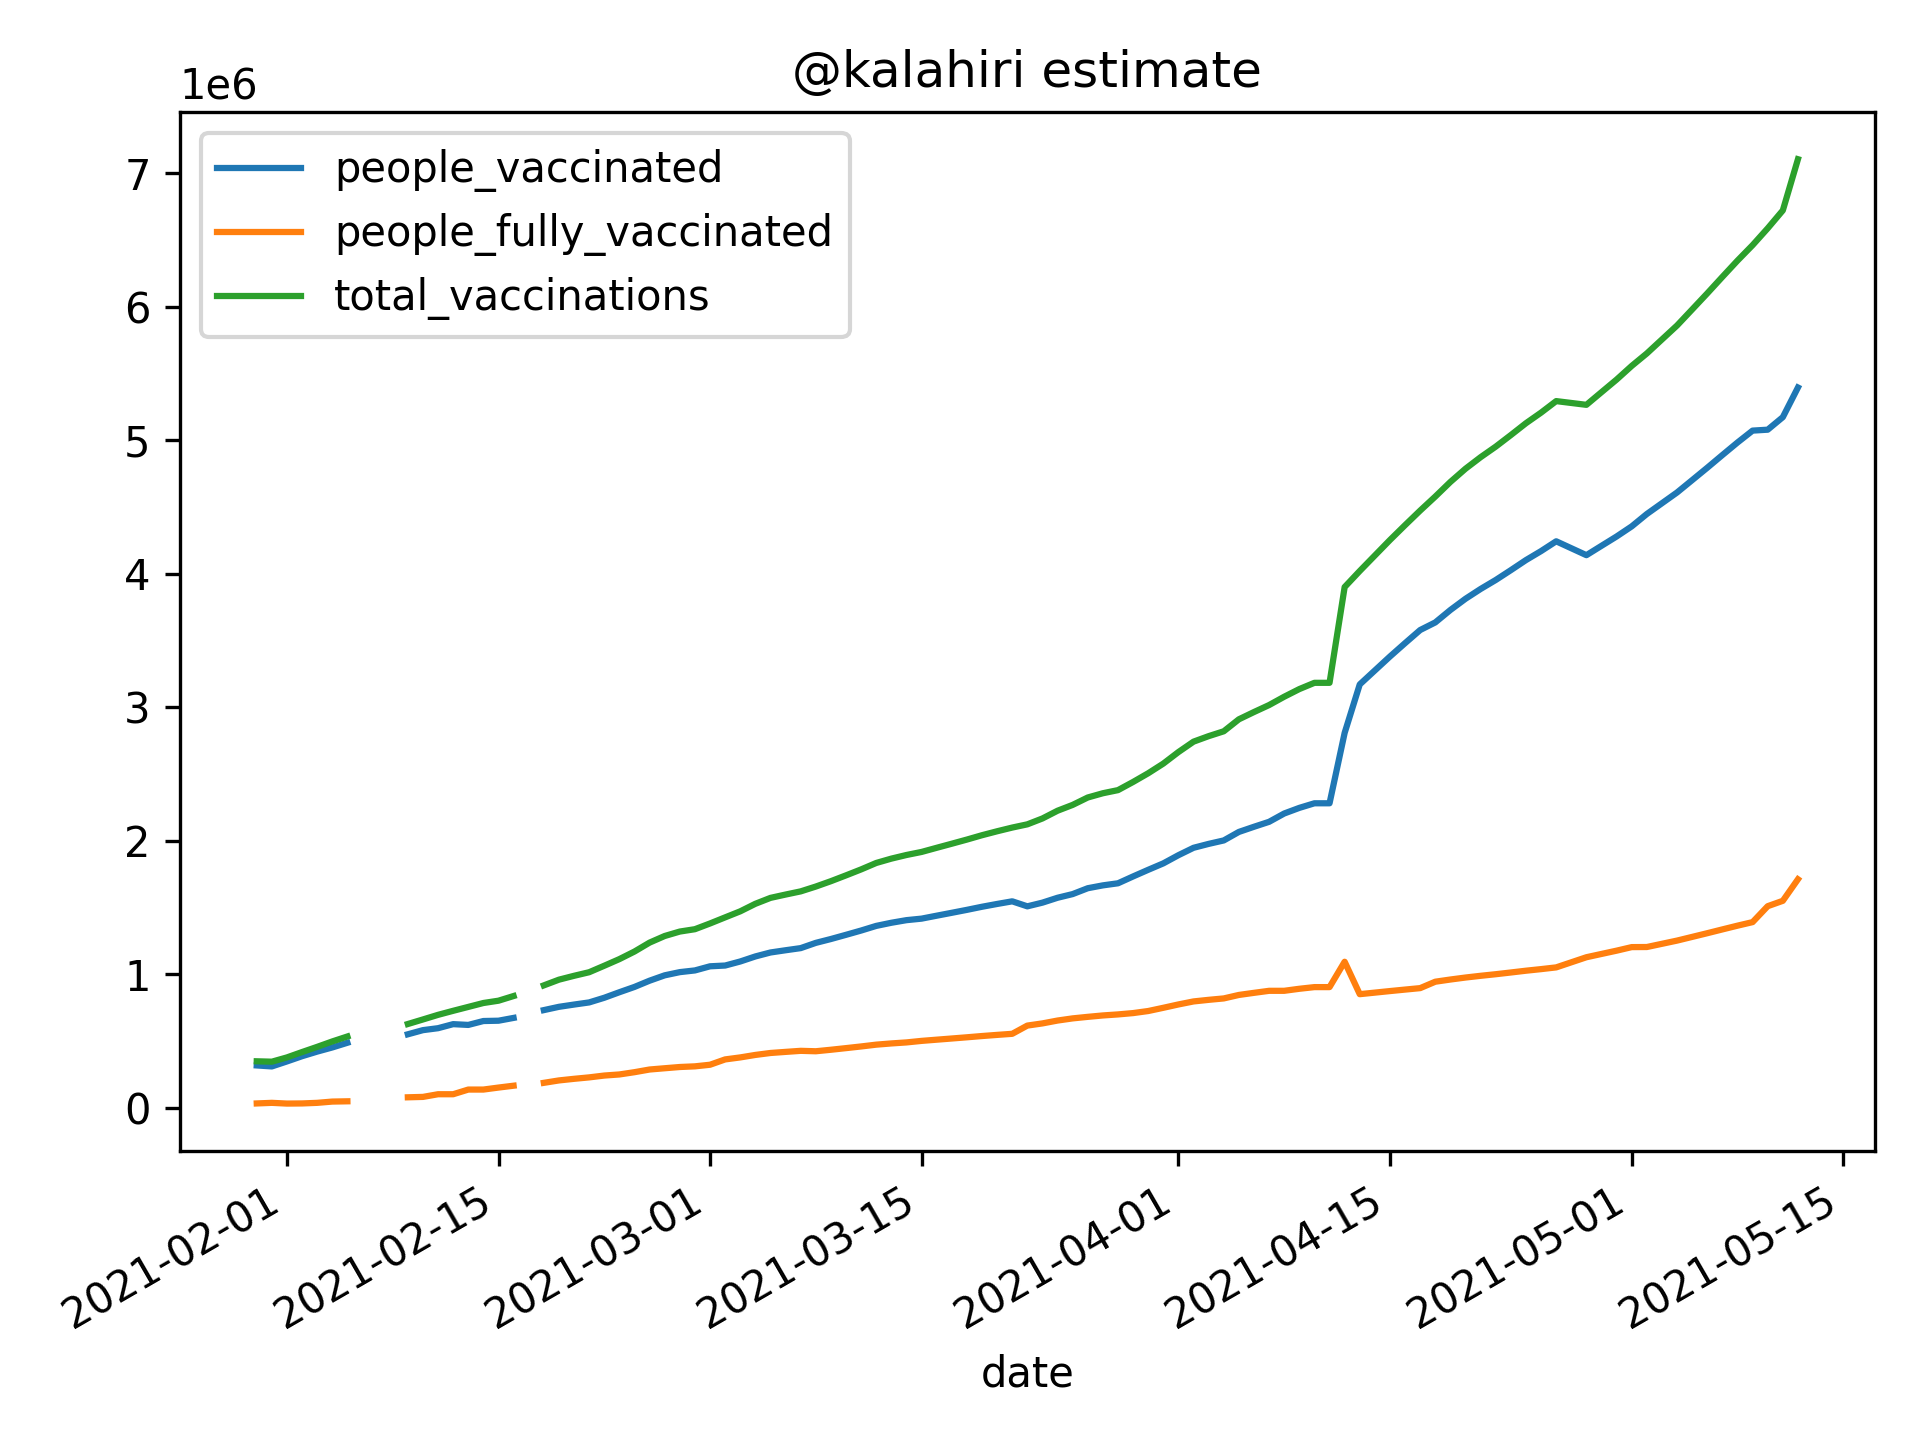 @kalahiri estimate
1e6
people_vaccinated
people_fully_vaccinated
total_vaccinations
7
6
5
4
3
2
1
0
2021-02-01
2021-02-15
2021-03-01
2021-03-15
2021-04-01
2021-04-15
2021-05-01
2021-05-15
date